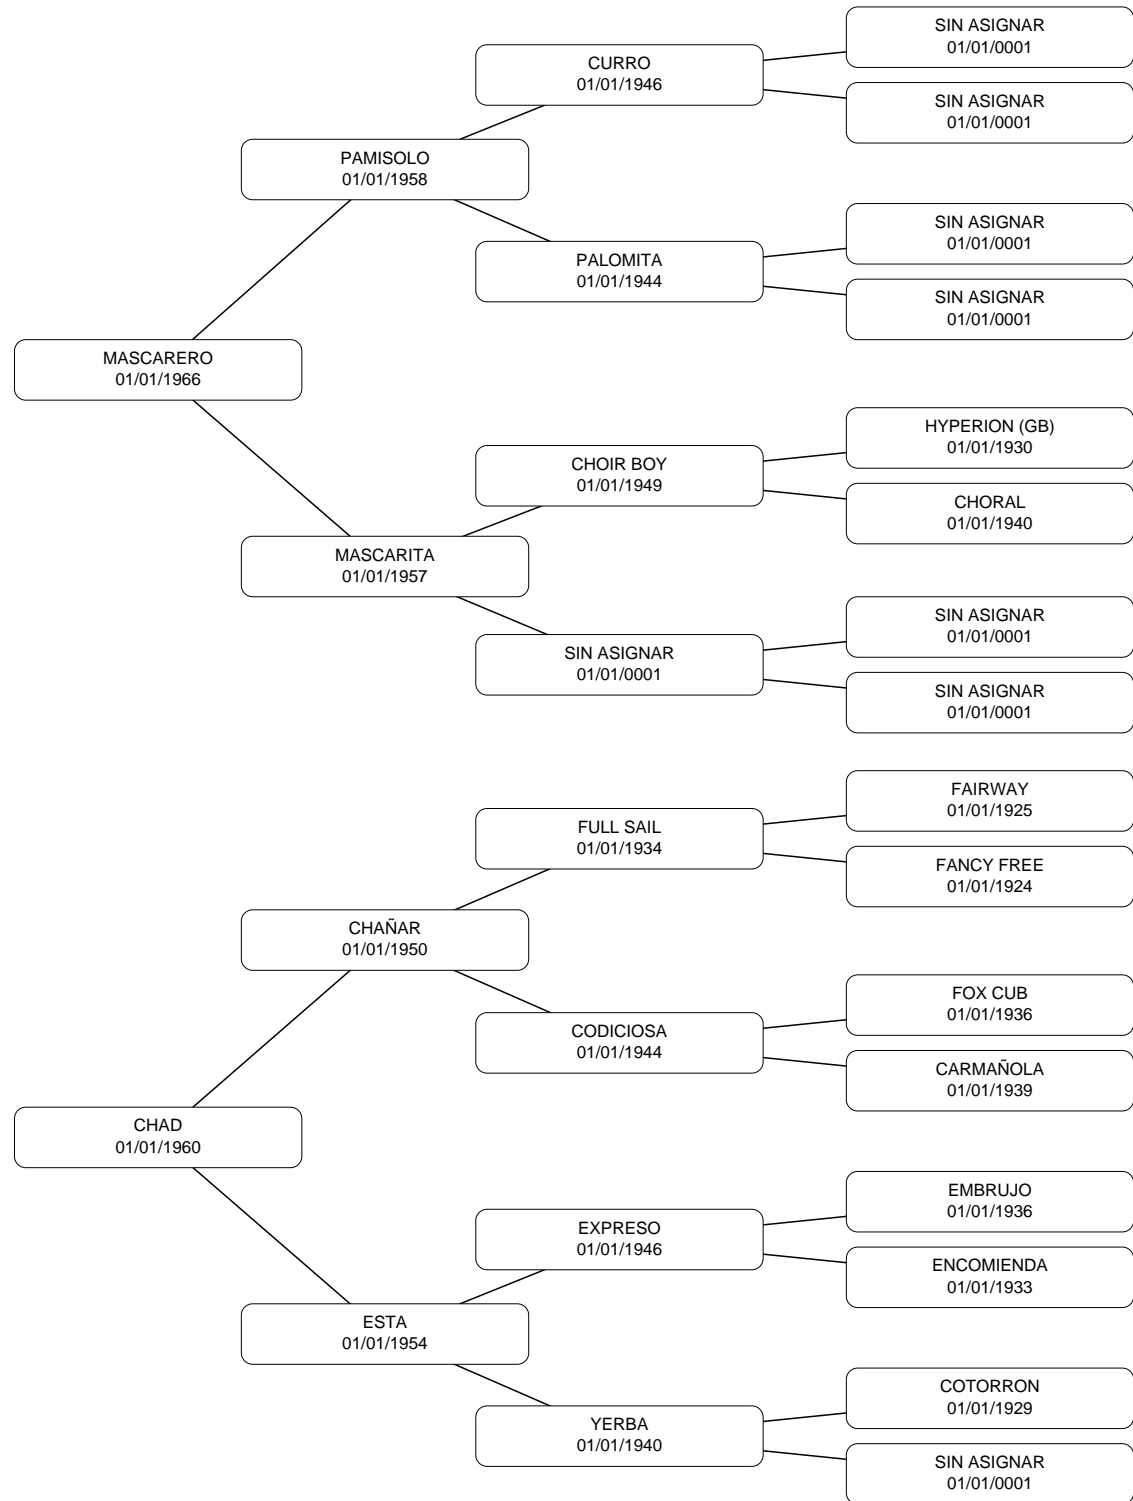 SIN ASIGNAR
01/01/0001
CURRO
01/01/1946
SIN ASIGNAR
01/01/0001
PAMISOLO
01/01/1958
SIN ASIGNAR
01/01/0001
PALOMITA
01/01/1944
SIN ASIGNAR
01/01/0001
MASCARERO
01/01/1966
HYPERION (GB)
01/01/1930
CHOIR BOY
01/01/1949
CHORAL
01/01/1940
MASCARITA
01/01/1957
SIN ASIGNAR
01/01/0001
SIN ASIGNAR
01/01/0001
SIN ASIGNAR
01/01/0001
FAIRWAY
01/01/1925
FULL SAIL
01/01/1934
FANCY FREE
01/01/1924
CHAÑAR
01/01/1950
FOX CUB
01/01/1936
CODICIOSA
01/01/1944
CARMAÑOLA
01/01/1939
CHAD
01/01/1960
EMBRUJO
01/01/1936
EXPRESO
01/01/1946
ENCOMIENDA
01/01/1933
ESTA
01/01/1954
COTORRON
01/01/1929
YERBA
01/01/1940
SIN ASIGNAR
01/01/0001